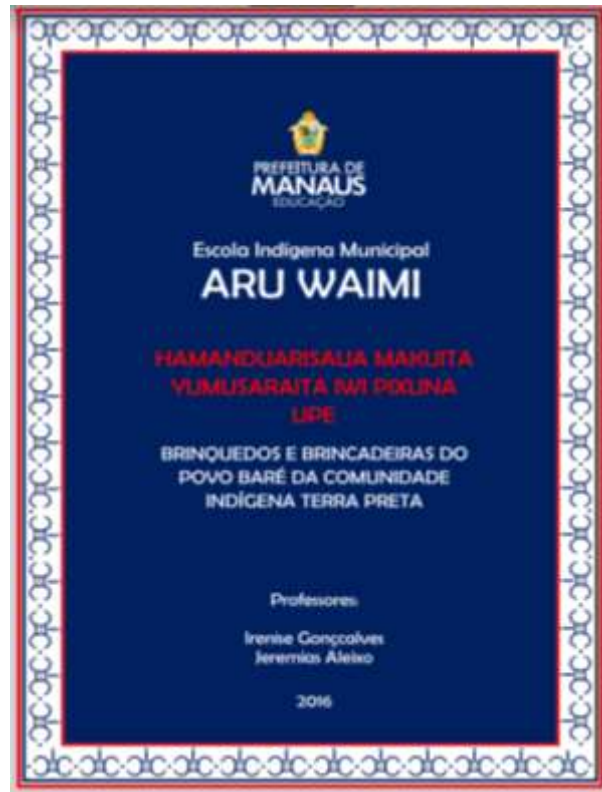 PREFEITURA DE
MANAUS
EDUCAÇÃO
Escola Indígena Municipal
ARU WAIMI
HAMANDUARISAUA MAKUITA
YUMUSARAITÁ IWI PIXUNA
UPE
BRINQUEDOS E BRINCADEIRAS DO
POVO BARÉ DA COMUNIDADE
INDÍGENA TERRA PRETA
Professores:
Irenise Gonçcalves
Jeremias Aleixo
2016